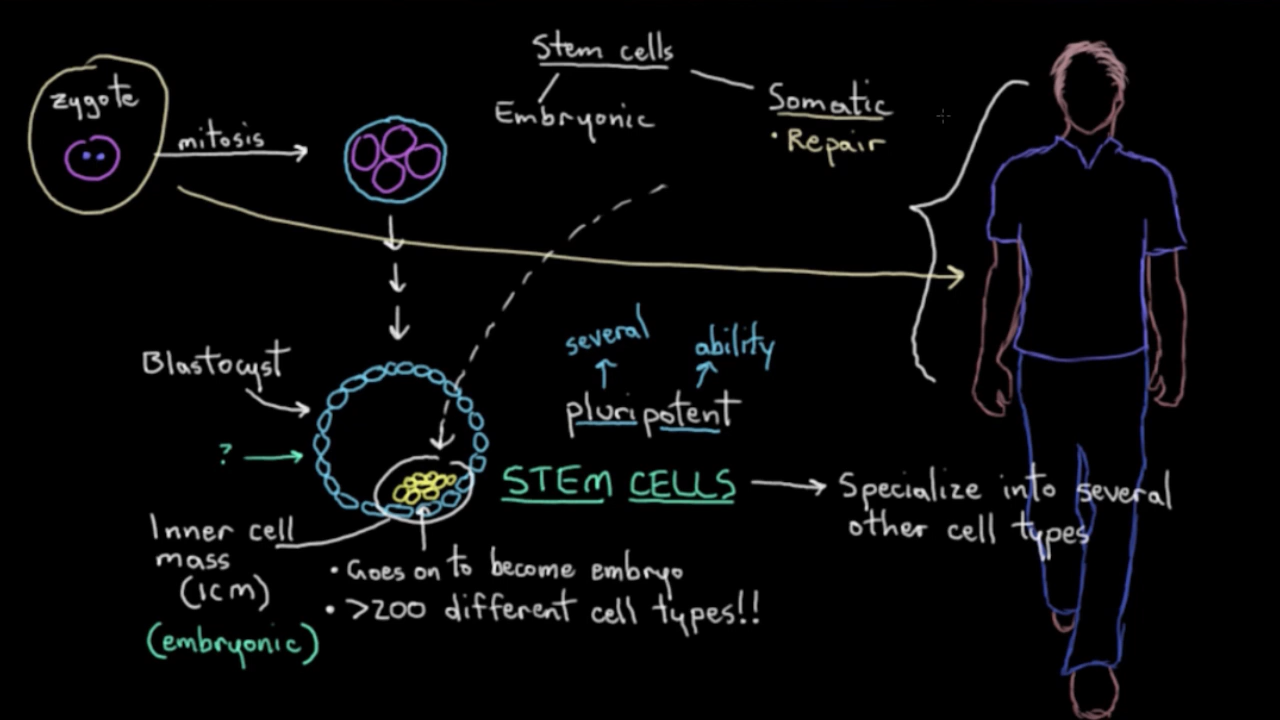 Stem cells
zygote
mitosis
Embryonic
Somatic
• Repair
several
ability
Blastocyst
pluripotent
?
STEM CELLS
Specialize into several
other cell types
Inner cell
mass
(ICM)
(embryonic)
• Goes on to become embryo
• >200 different cell types!!